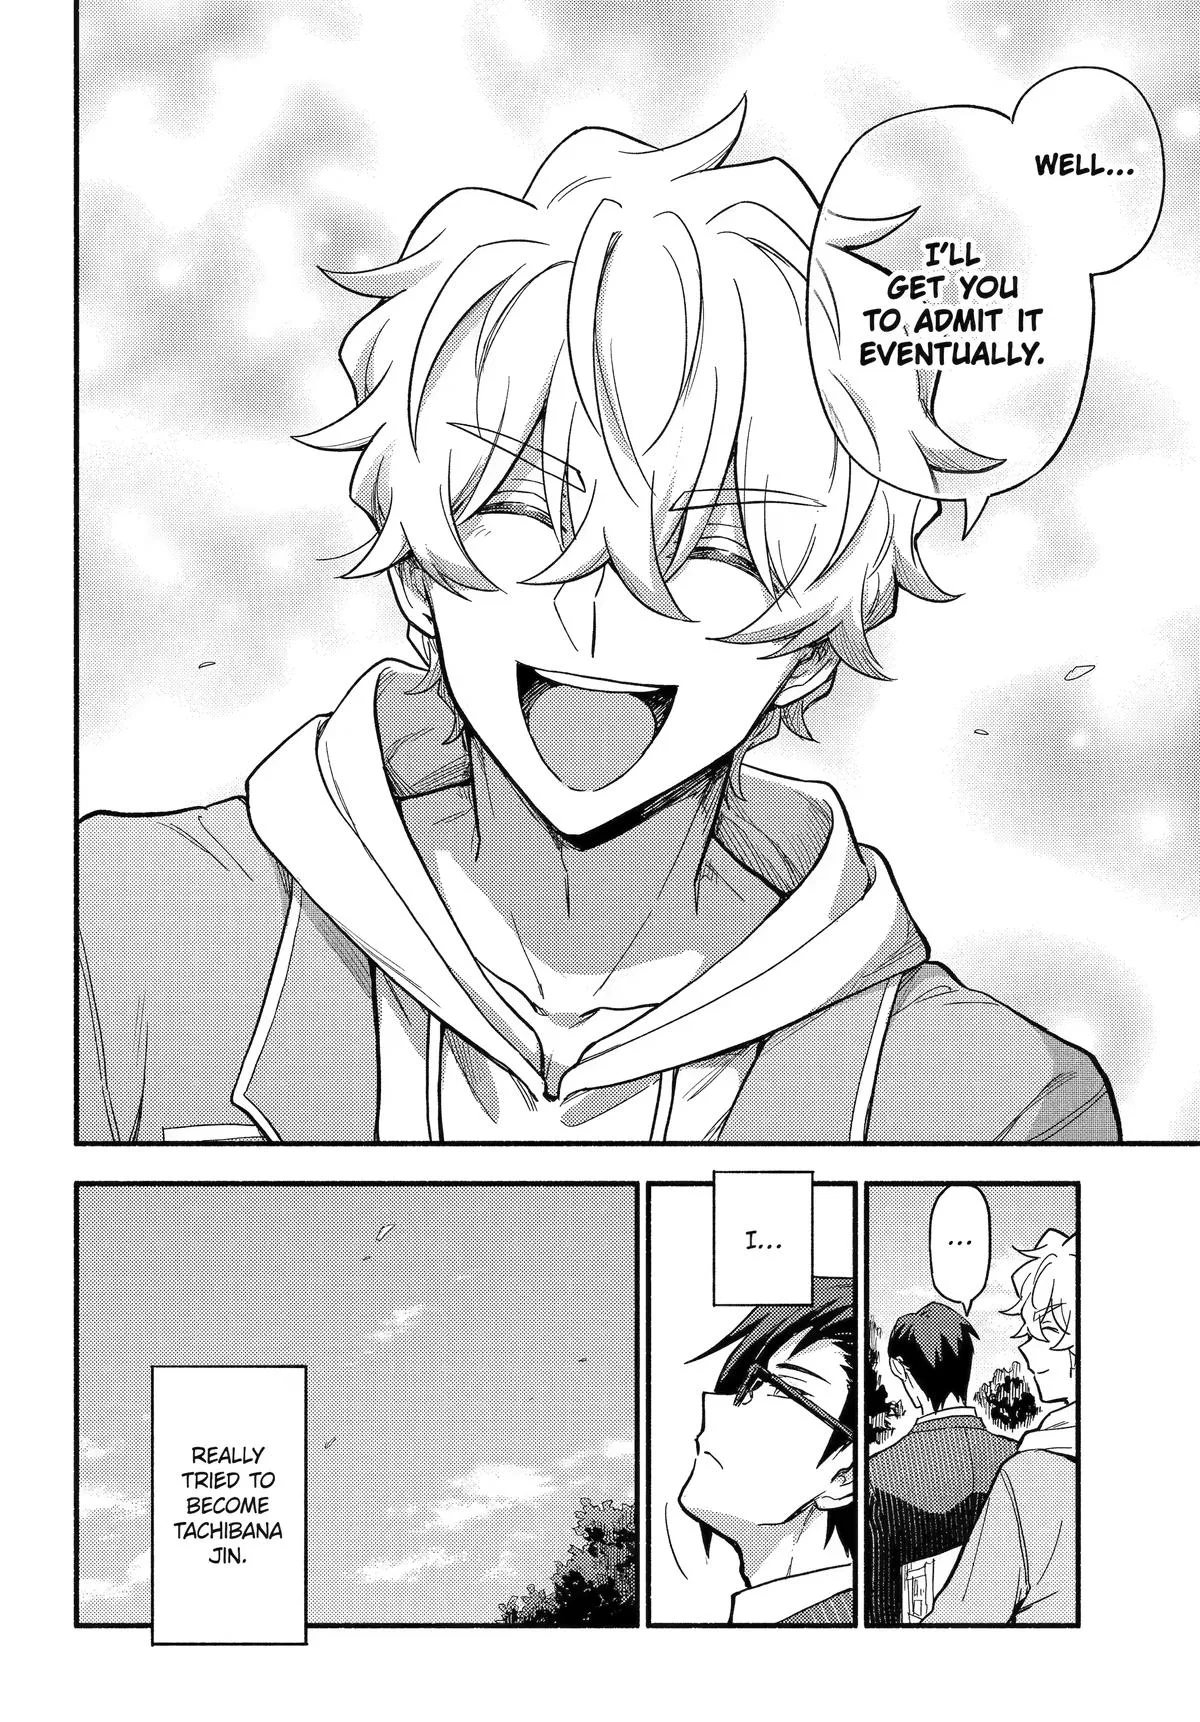 WELL...
I'LL
GET YOU
TO ADMIT IT
EVENTUALLY.
...
I...
REALLY
TRIED TO
BECOME
TACHIBANA
JIN.